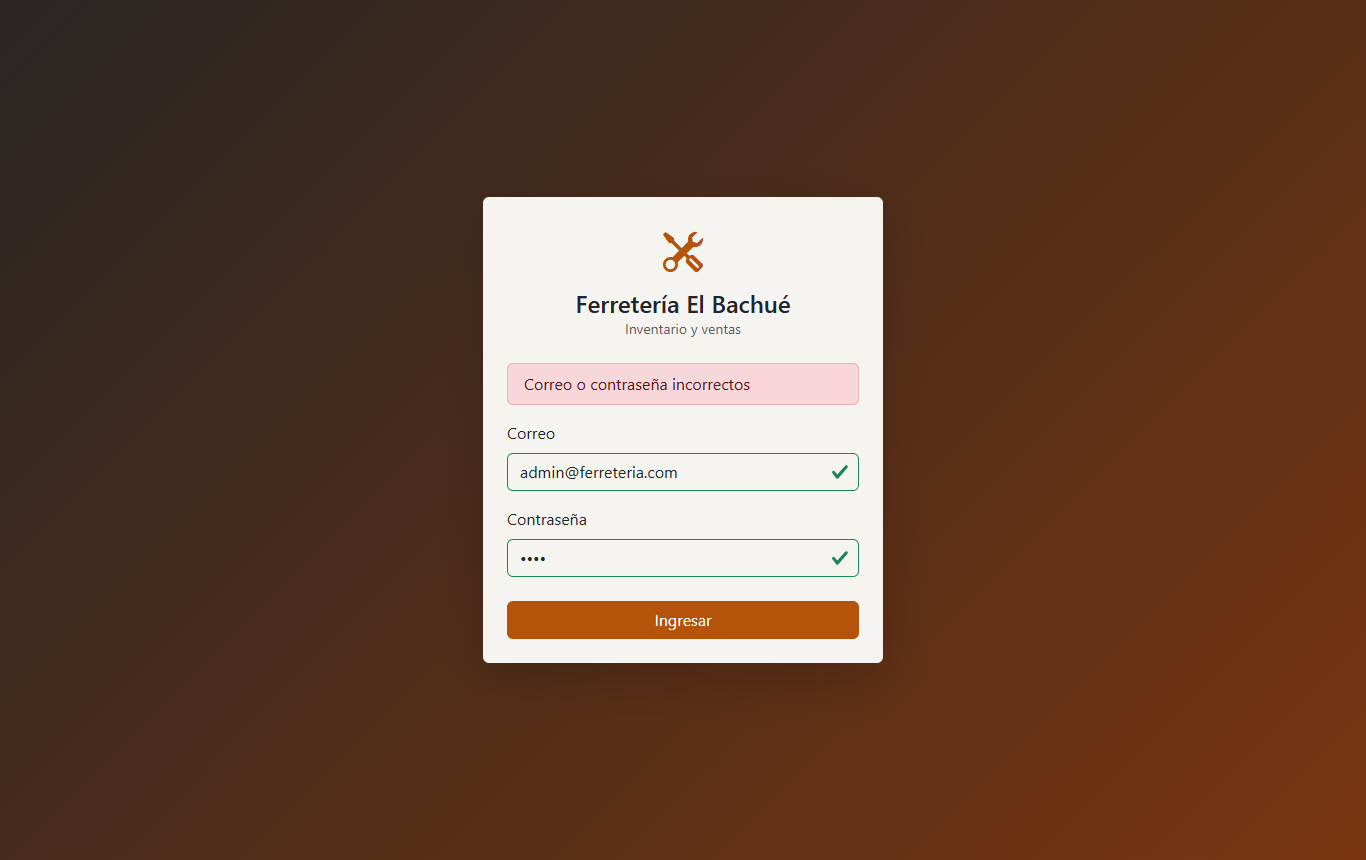 Ferretería El Bachué
Inventario y ventas
Correo o contraseña incorrectos
Correo
admin@ferreteria.com
Contraseña
••••
Ingresar